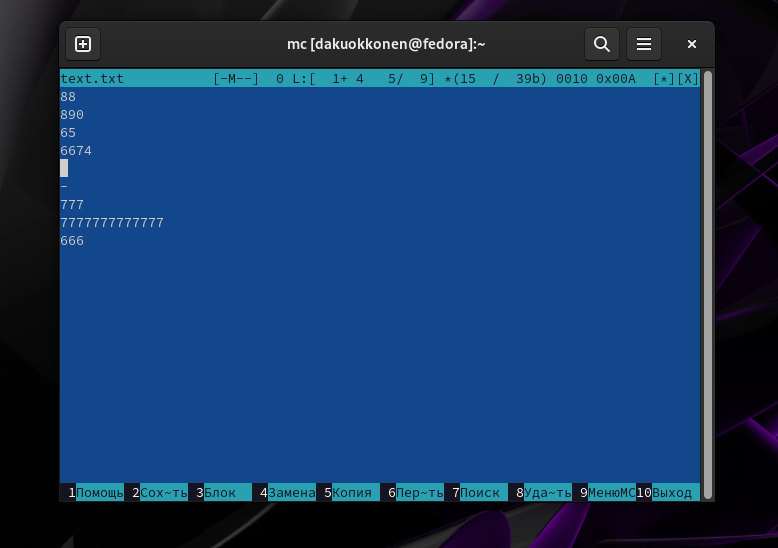 mc [dakuokkonen@fedora]:~
text.txt           [-M--]  0 L:[  1+ 4   5/  9] *(15  /  39b) 0010 0x00A  [*][X]
88
890
65
6674
-
777
7777777777777
666
1Помощь 2Сох~ть 3Блок 4Замена 5Копия 6Пер~ть 7Поиск 8Уда~ть 9МенюMC 10Выход